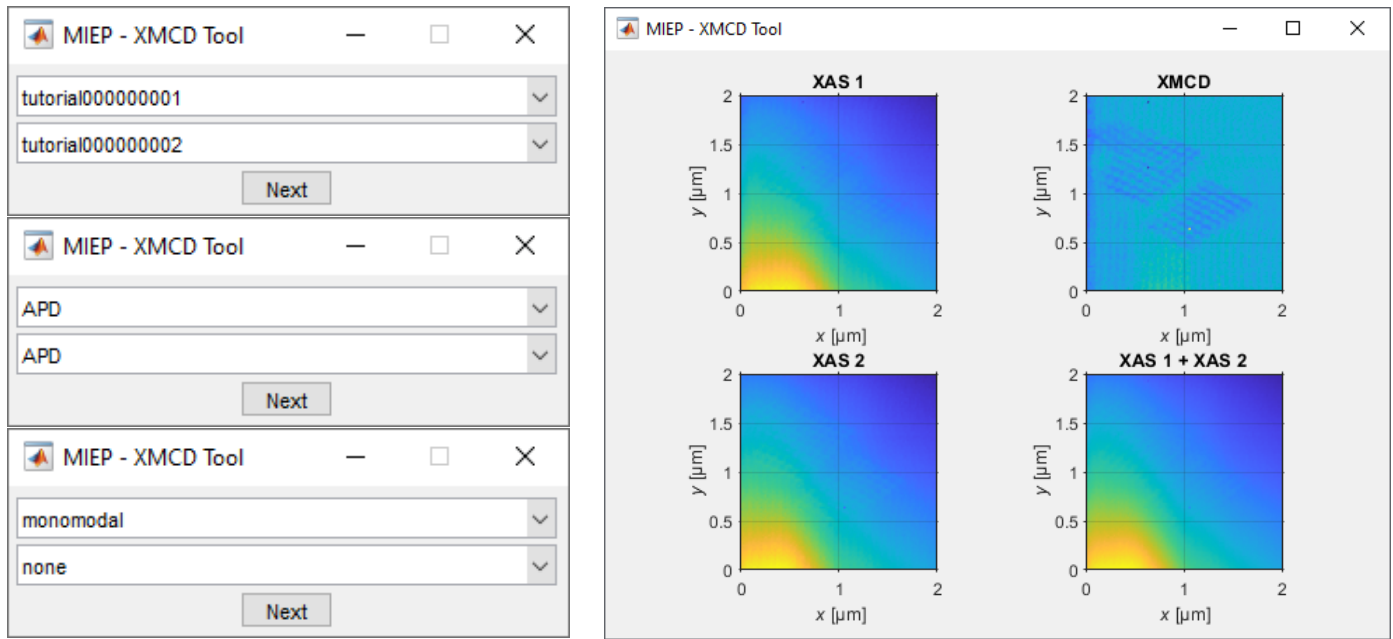 MIEP - XMCD Tool
tutorial000000001
tutorial000000002
Next
MIEP - XMCD Tool
APD
APD
Next
MIEP - XMCD Tool
monomodal
none
Next
MIEP - XMCD Tool
XAS 1
2
1.5
1
0.5
0
y [µm]
0 1 2
x [µm]
XMCD
2
1.5
1
0.5
0
y [µm]
0 1 2
x [µm]
XAS 2
2
1.5
1
0.5
0
y [µm]
0 1 2
x [µm]
XAS 1 + XAS 2
2
1.5
1
0.5
0
y [µm]
0 1 2
x [µm]